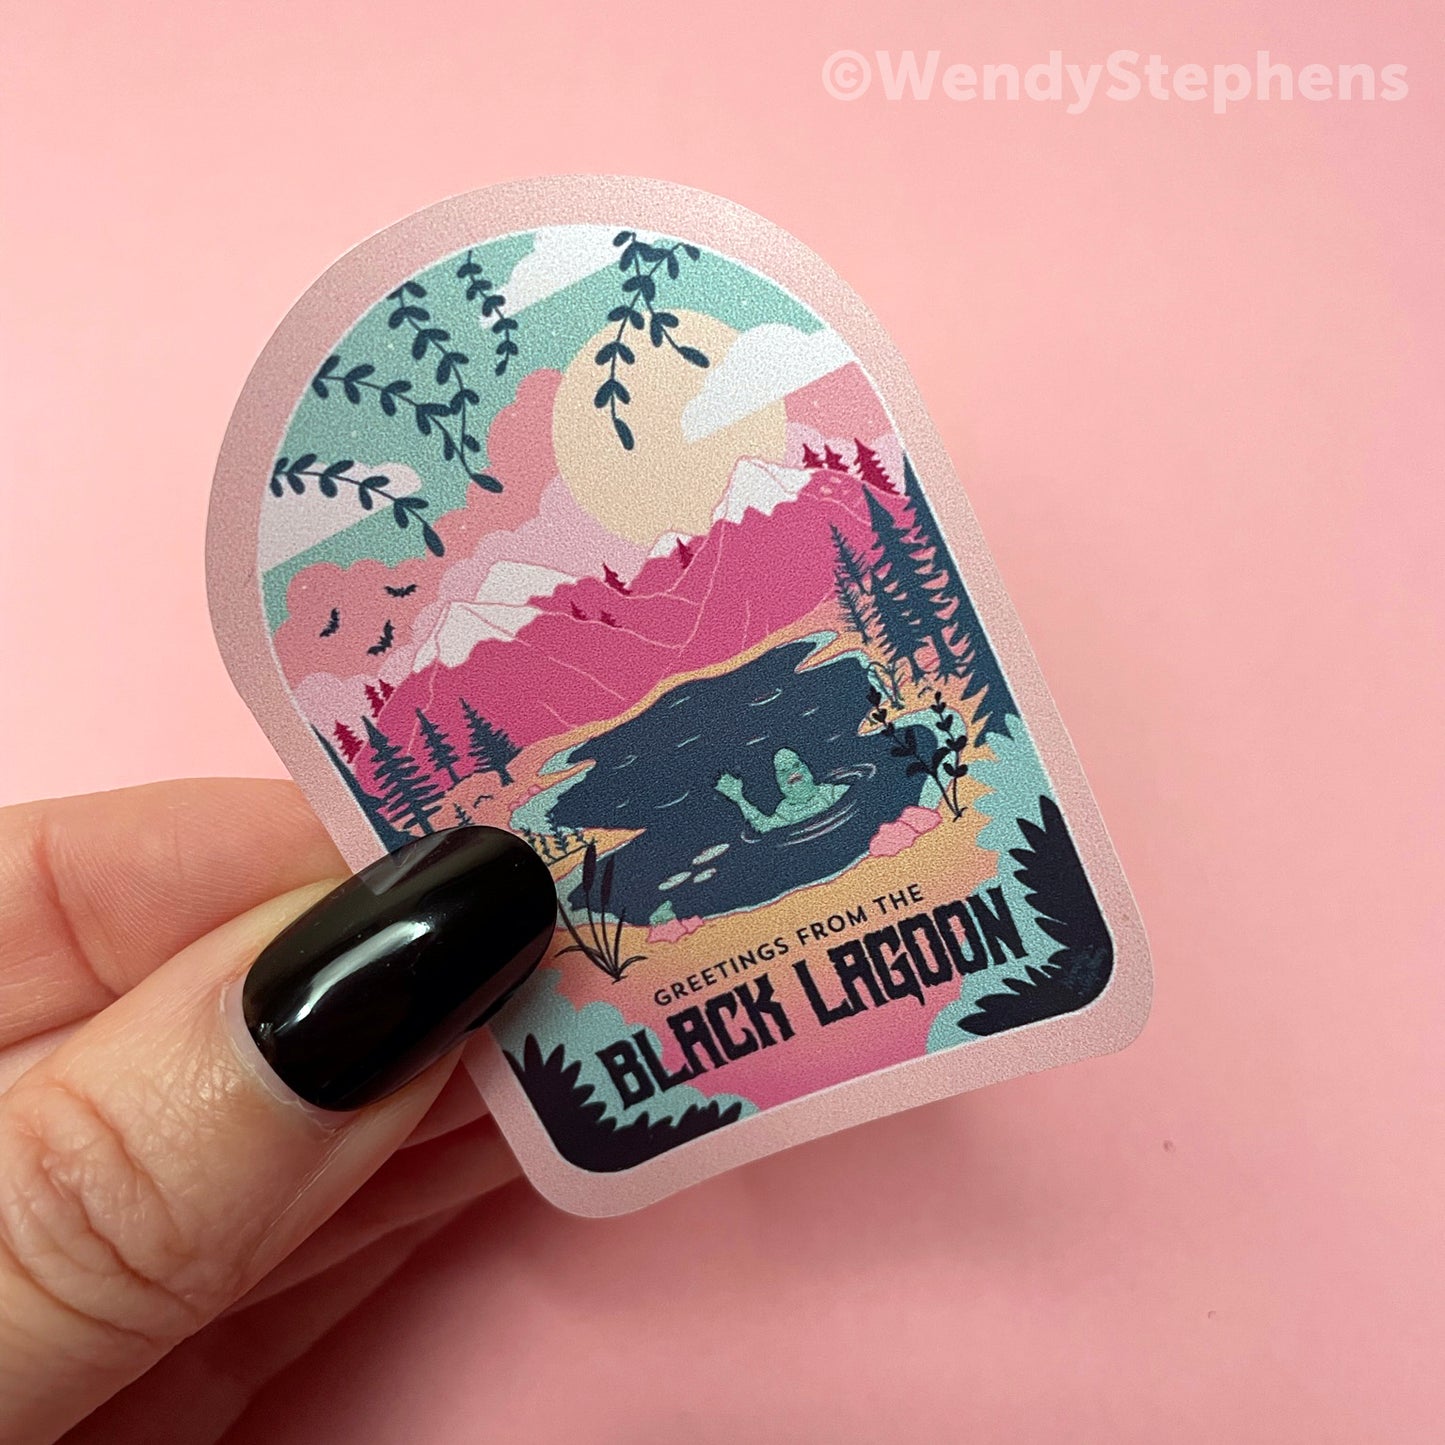 ©WendyStephens
GREETINGS FROM THE
BLACK LAGOON